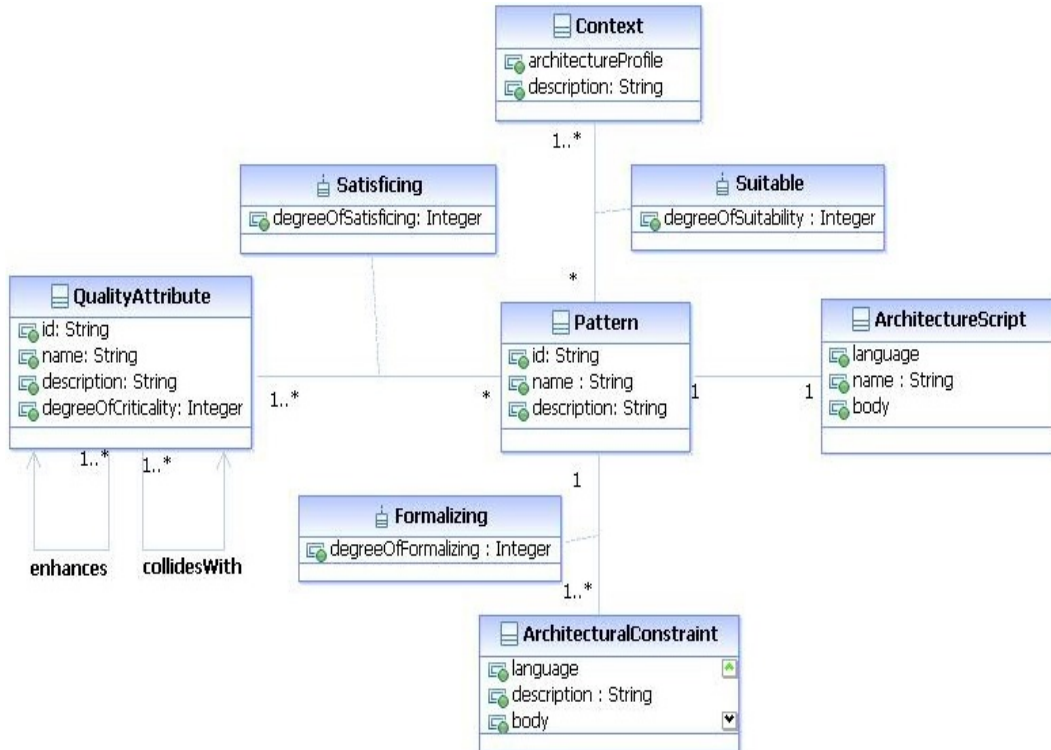 Context
architectureProfile
description: String
1..*
Satisficing
degreeOfSatisficing: Integer
Suitable
degreeOfSuitability : Integer
*
QualityAttribute
id: String
name: String
description: String
degreeOfCriticality: Integer
1..*
*
Pattern
id: String
name : String
description: String
1
1
ArchitectureScript
language
name : String
body
1..*
1..*
enhances
collidesWith
1
Formalizing
degreeOfFormalizing : Integer
1..*
ArchitecturalConstraint
language
description : String
body